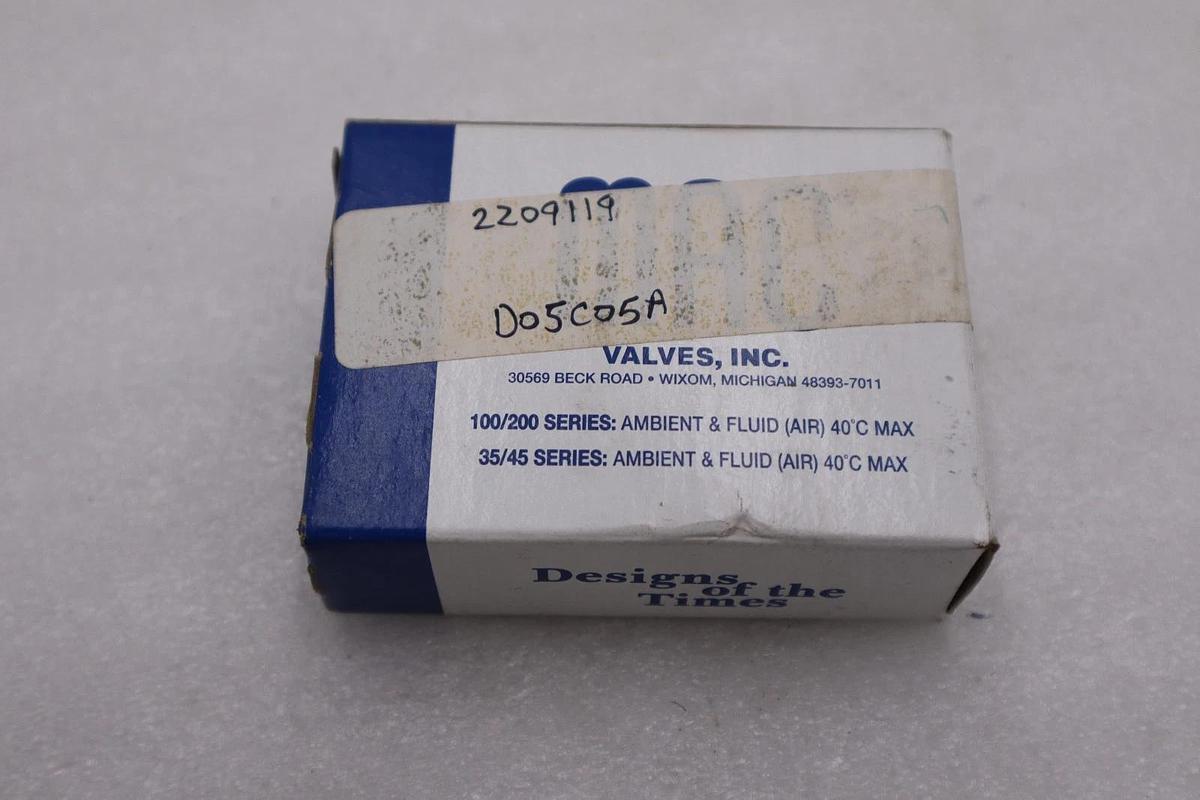 2209119
MAC
D05C05A
VALVES, INC.
30569 BECK ROAD • WIXOM, MICHIGAN 48393-7011
100/200 SERIES: AMBIENT & FLUID (AIR) 40°C MAX
35/45 SERIES: AMBIENT & FLUID (AIR) 40°C MAX
Designs
of the
Times